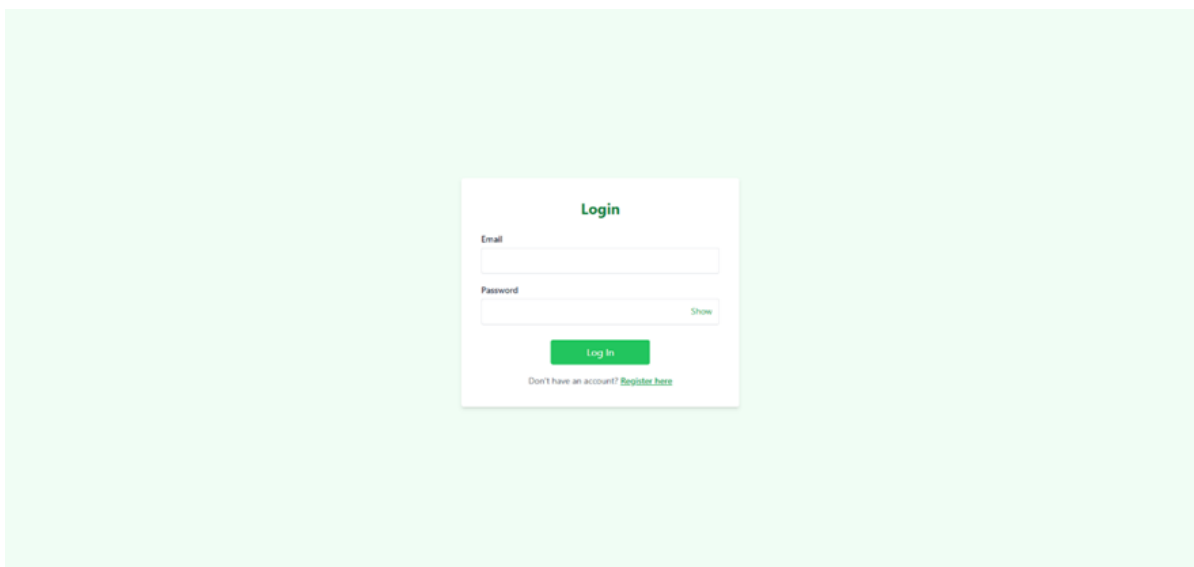 Login
Email
Password
Show
Log In
Don't have an account? Register here